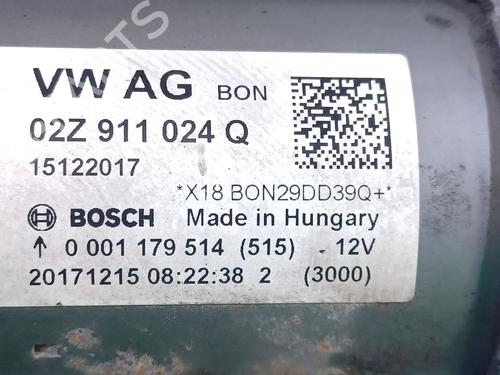 VW AG BON
02Z 911 024 Q
15122017
*X18 BON29DD39Q+*
BOSCH Made in Hungary
↑ 0 001 179 514 (515) 12V
20171215 08:22:38 2 (3000)